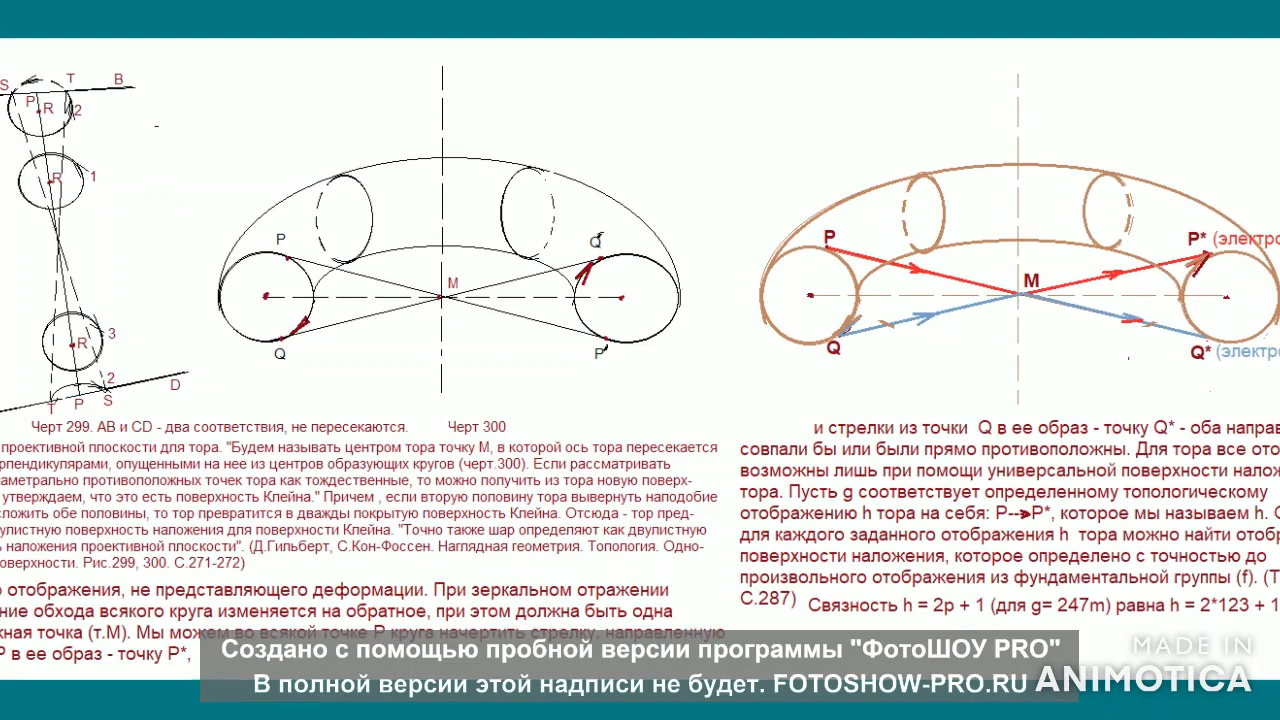 S
T
B
P
R
2
R
1
R
3
2
D
T
P
S
P
Q
M
Q
P
P
P* (электро
M
Q
Q* (электро
Черт 299. АВ и CD - два соответствия, не пересекаются. Черт 300
проективной плоскости для тора. "Будем называть центром тора точку М, в которой ось тора пересекается
рпендикулярами, опущенными на нее из центров образующих кругов (черт.300). Если рассматривать
аметрально противоположных точек тора как тождественные, то можно получить из тора новую поверх-
утверждаем, что это есть поверхность Клейна." Причем , если вторую половину тора вывернуть наподобие
сложить обе половины, то тор превратится в дважды покрытую поверхность Клейна. Отсюда - тор пред-
вулистную поверхность наложения для поверхности Клейна. "Точно также шар определяют как двулистную
ь наложения проективной плоскости". (Д.Гильберт, С.Кон-Фоссен. Наглядная геометрия. Топология. Одно-
оверхности. Рис.299, 300. С.271-272)
о отображения, не представляющего деформации. При зеркальном отражении
ние обхода всякого круга изменяется на обратное, при этом должна быть одна
жная точка (т.М). Мы можем во всякой точке Р круга начертить стрелку, направленную
Р в ее образ - точку Р*,
и стрелки из точки Q в ее образ - точку Q* - оба направ
совпали бы или были прямо противоположны. Для тора все ото
возможны лишь при помощи универсальной поверхности налож
тора. Пусть g соответствует определенному топологическому
отображению h тора на себя: P-->P*, которое мы называем h. С
для каждого заданного отображения h тора можно найти отобр
поверхности наложения, которое определено с точностью до
произвольного отображения из фундаментальной группы (f). (Т
С.287) Связность h = 2p + 1 (для g= 247m) равна h = 2*123 + 1
Создано с помощью пробной версии программы "ФотоШОУ PRO"
В полной версии этой надписи не будет. FOTOSHOW-PRO.RU
MADE IN
ANIMOTICA